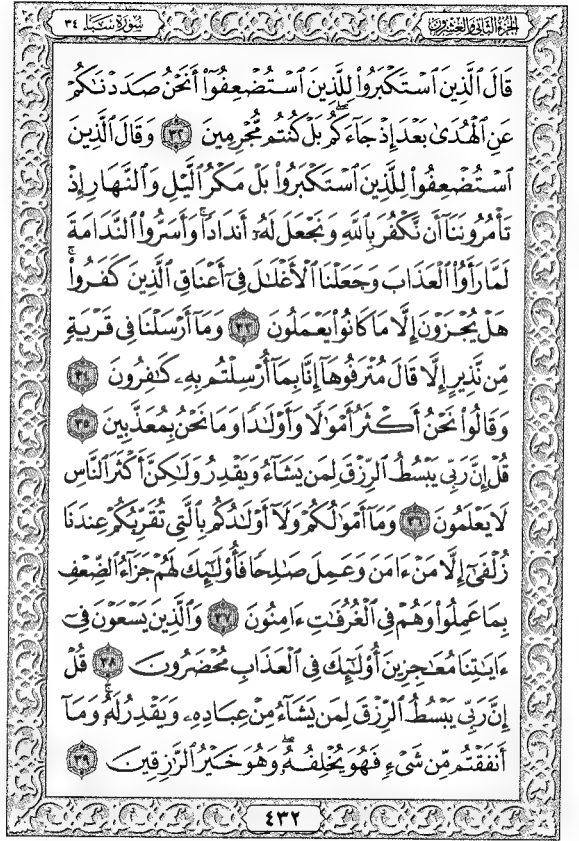 الجزء الثاني والعشرون
سورة سبإ ٣٤
قَالَ ٱلَّذِينَ ٱسْتَكْبَرُوا۟ لِلَّذِينَ ٱسْتُضْعِفُوٓا۟ أَنَحْنُ صَدَدْنَٰكُمْ
عَنِ ٱلْهُدَىٰ بَعْدَ إِذْ جَآءَكُم ۖ بَلْ كُنتُم مُّجْرِمِينَ ٣٢ وَقَالَ ٱلَّذِينَ
ٱسْتُضْعِفُوا۟ لِلَّذِينَ ٱسْتَكْبَرُوا۟ بَلْ مَكْرُ ٱلَّيْلِ وَٱلنَّهَارِ إِذْ
تَأْمُرُونَنَآ أَن نَّكْفُرَ بِٱللَّهِ وَنَجْعَلَ لَهُۥٓ أَندَادًا ۚ وَأَسَرُّوا۟ ٱلنَّدَامَةَ
لَمَّا رَأَوُا۟ ٱلْعَذَابَ وَجَعَلْنَا ٱلْأَغْلَٰلَ فِىٓ أَعْنَاقِ ٱلَّذِينَ كَفَرُوا۟ ۚ
هَلْ يُجْزَوْنَ إِلَّا مَا كَانُوا۟ يَعْمَلُونَ ٣٣ وَمَآ أَرْسَلْنَا فِى قَرْيَةٍ
مِّن نَّذِيرٍ إِلَّا قَالَ مُتْرَفُوهَآ إِنَّا بِمَآ أُرْسِلْتُم بِهِۦ كَٰفِرُونَ ٣٤
وَقَالُوا۟ نَحْنُ أَكْثَرُ أَمْوَٰلًا وَأَوْلَٰدًا وَمَا نَحْنُ بِمُعَذَّبِينَ ٣٥
قُلْ إِنَّ رَبِّى يَبْسُطُ ٱلرِّزْقَ لِمَن يَشَآءُ وَيَقْدِرُ وَلَٰكِنَّ أَكْثَرَ ٱلنَّاسِ
لَا يَعْلَمُونَ ٣٦ وَمَآ أَمْوَٰلُكُمْ وَلَآ أَوْلَٰدُكُم بِٱلَّتِى تُقَرِّبُكُمْ عِندَنَا
زُلْفَىٰٓ إِلَّا مَنْ ءَامَنَ وَعَمِلَ صَٰلِحًا فَأُو۟لَٰٓئِكَ لَهُمْ جَزَآءُ ٱلضِّعْفِ
بِمَا عَمِلُوا۟ وَهُمْ فِى ٱلْغُرُفَٰتِ ءَامِنُونَ ٣٧ وَٱلَّذِينَ يَسْعَوْنَ فِىٓ
ءَايَٰتِنَا مُعَٰجِزِينَ أُو۟لَٰٓئِكَ فِى ٱلْعَذَابِ مُحْضَرُونَ ٣٨ قُلْ
إِنَّ رَبِّى يَبْسُطُ ٱلرِّزْقَ لِمَن يَشَآءُ مِنْ عِبَادِهِۦ وَيَقْدِرُ لَهُۥ ۚ وَمَآ
أَنفَقْتُم مِّن شَىْءٍ فَهُوَ يُخْلِفُهُۥ ۖ وَهُوَ خَيْرُ ٱلرَّٰزِقِينَ ٣٩
٤٣٢